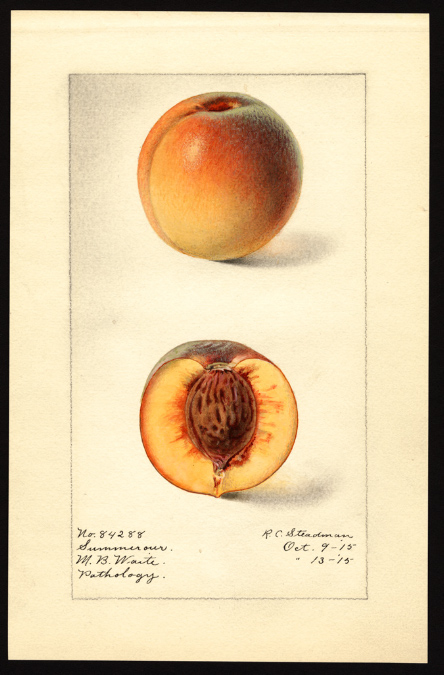 No. 84288
Summerour.
M. B. Waite.
Pathology.
R. C. Steadman
Oct. 9-'15
" 13-'15